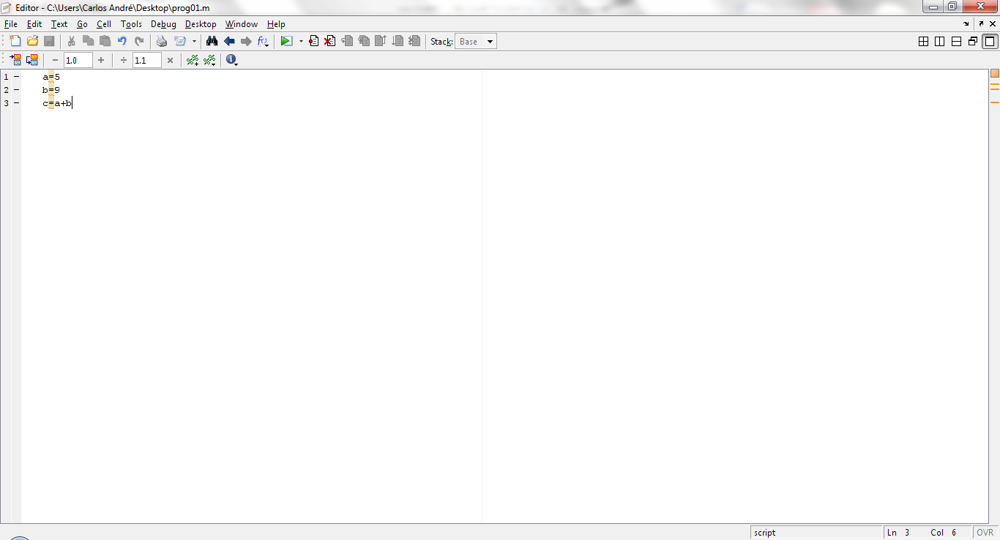 Editor - C:\Users\Carlos André\Desktop\prog01.m
File Edit Text Go Cell Tools Debug Desktop Window Help
Stack: Base
1.0 1.1
1 a=5
2 b=9
3 c=a+b
script Ln 3 Col 6 OVR